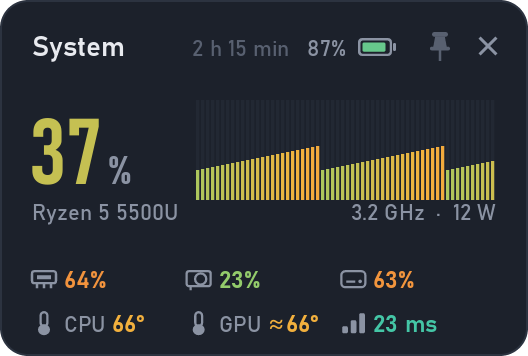 System 2 h 15 min 87%
37%
Ryzen 5 5500U 3.2 GHz · 12 W
64% 23% 63%
CPU 66° GPU ≈66° 23 ms